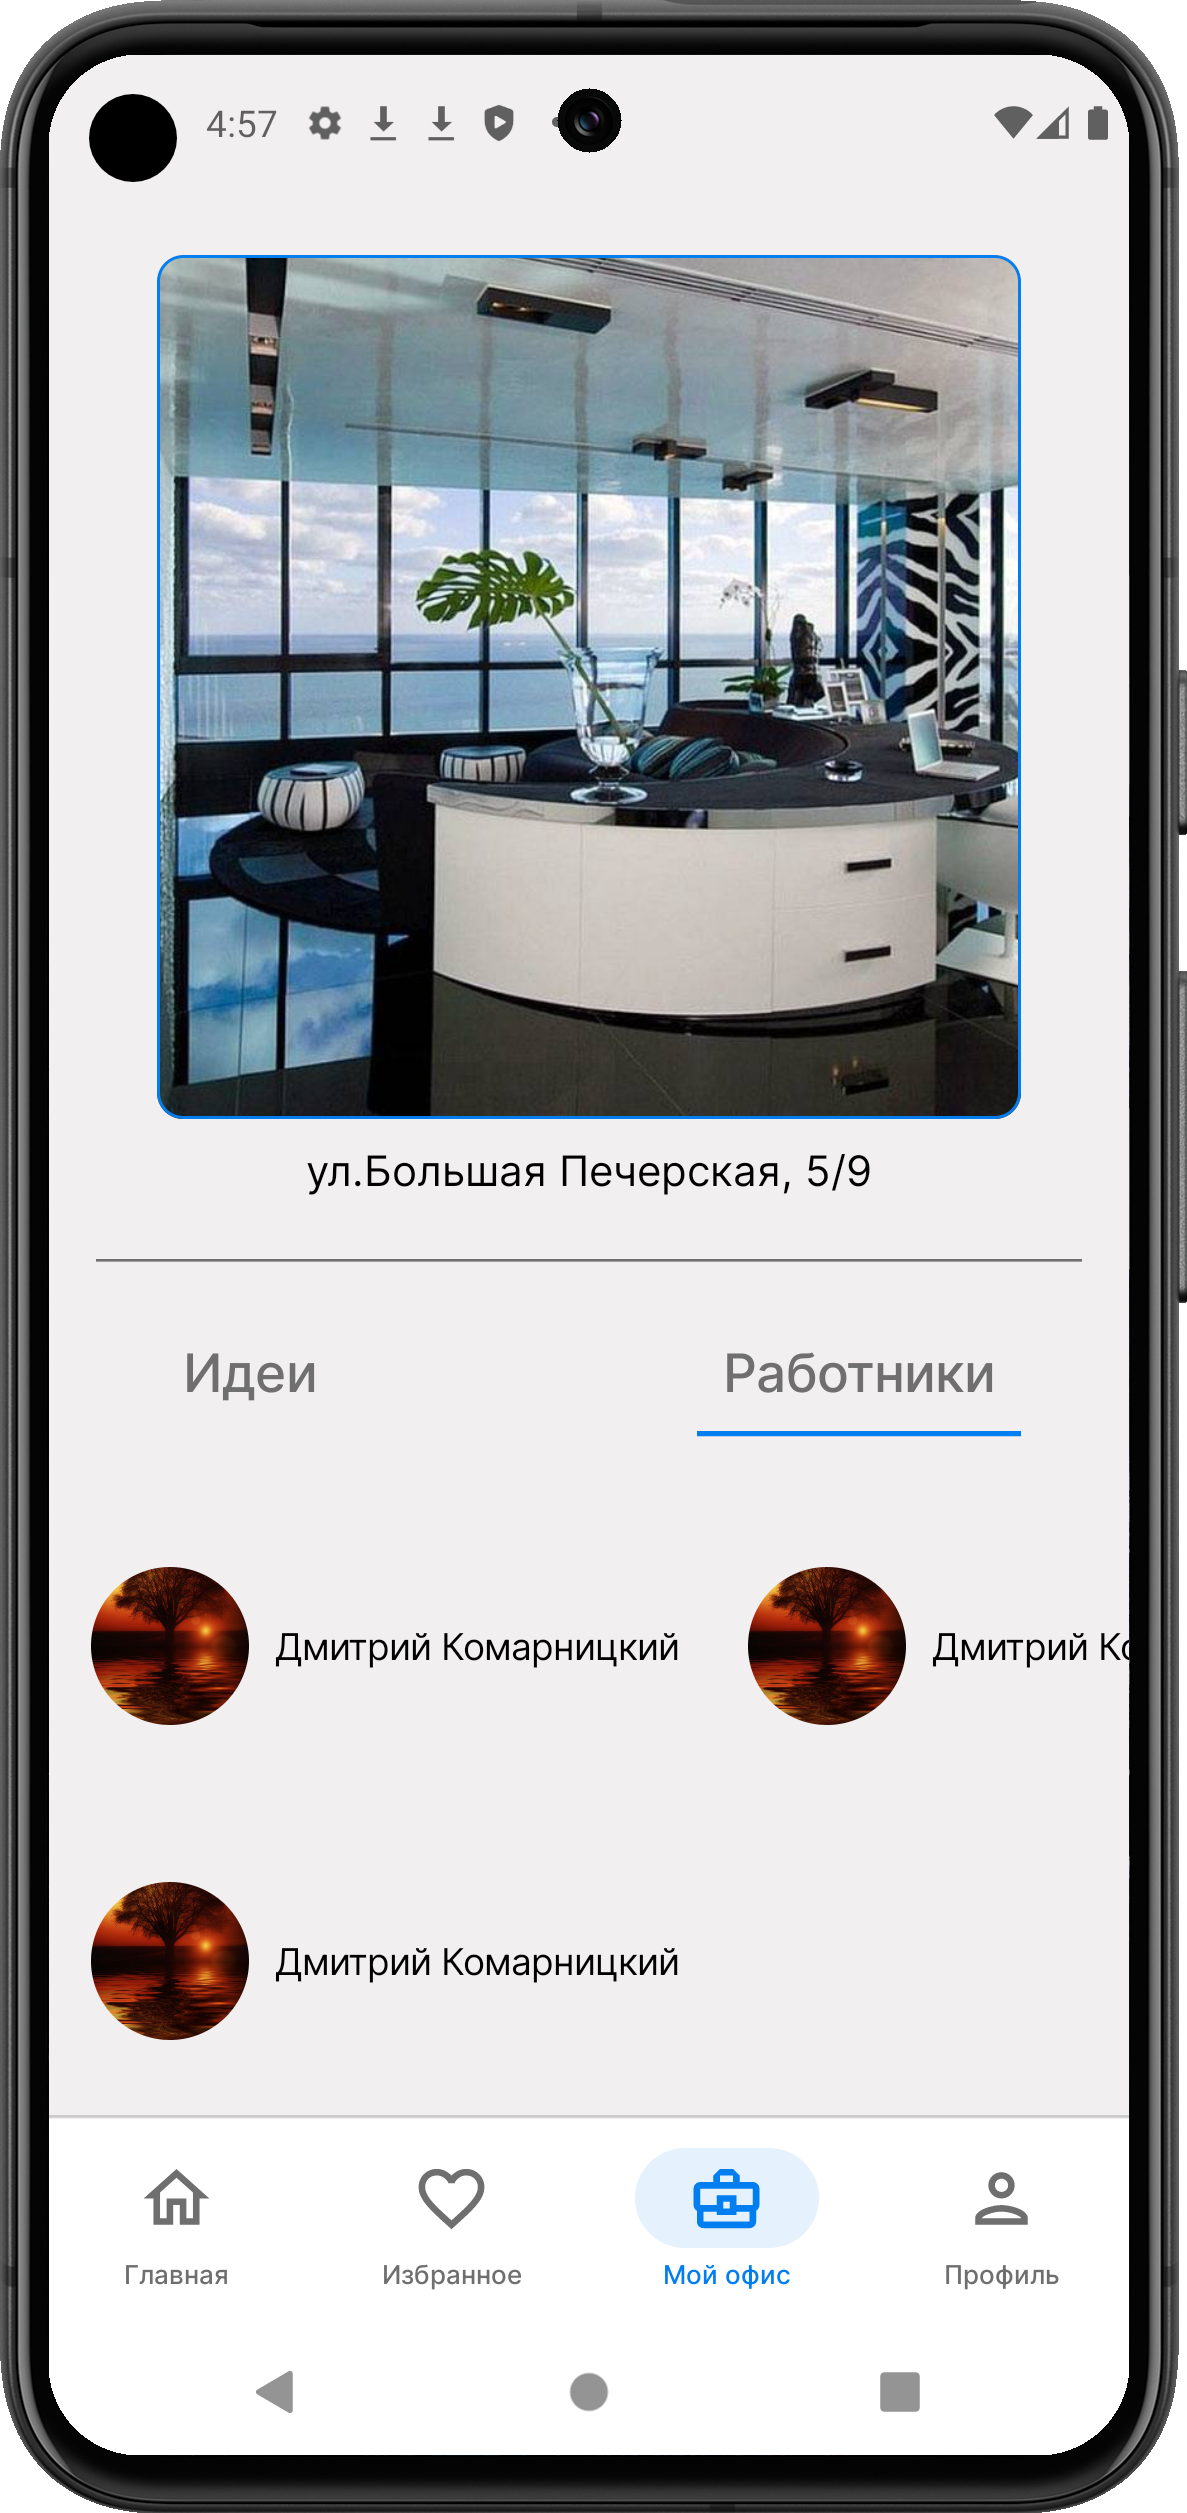 4:57
ул.Большая Печерская, 5/9
Идеи Работники
Дмитрий Комарницкий Дмитрий
Дмитрий Комарницкий
Главная Избранное Мой офис Профиль